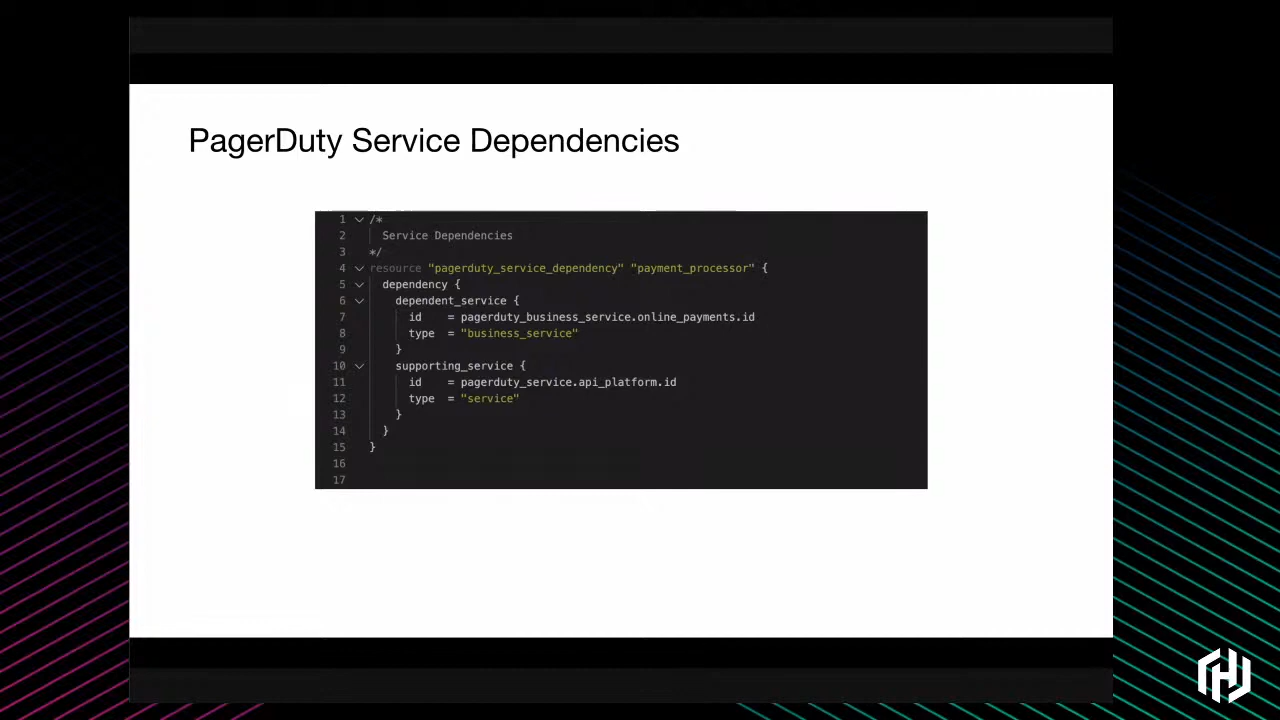 PagerDuty Service Dependencies
1 /*
2 Service Dependencies
3 */
4 resource "pagerduty_service_dependency" "payment_processor" {
5 dependency {
6 dependent_service {
7 id = pagerduty_business_service.online_payments.id
8 type = "business_service"
9 }
10 supporting_service {
11 id = pagerduty_service.api_platform.id
12 type = "service"
13 }
14 }
15 }
16
17